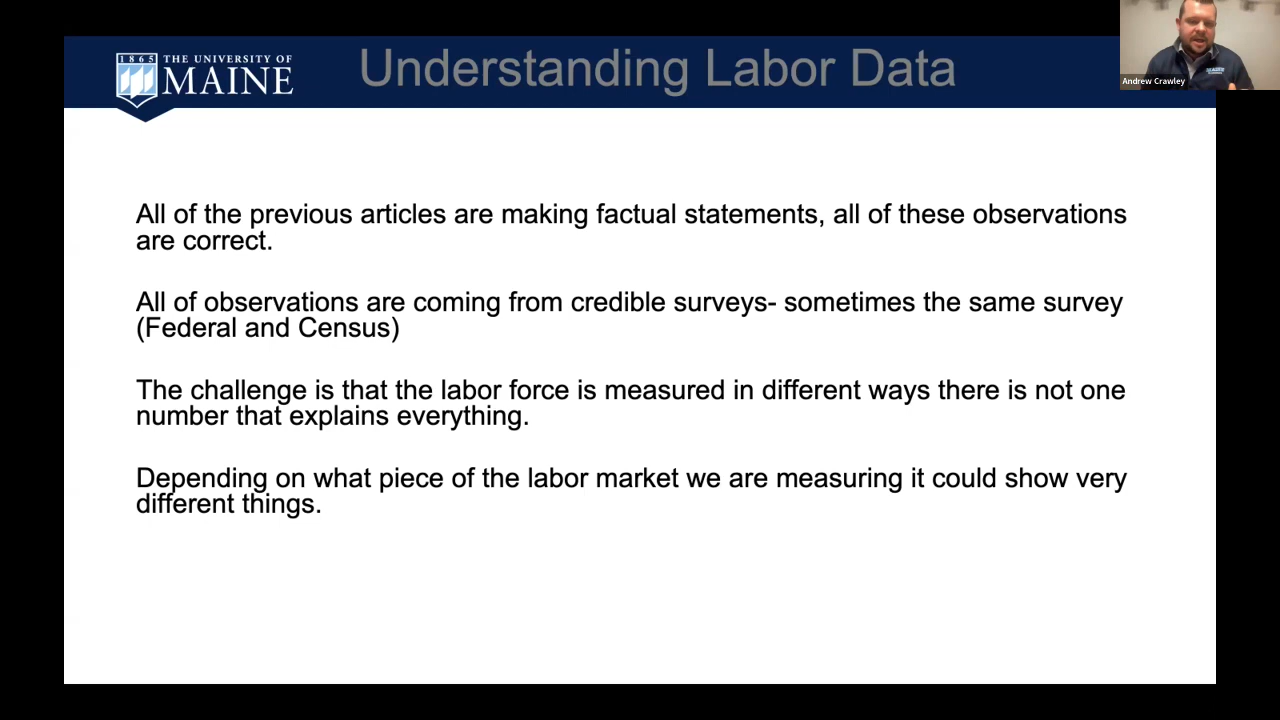 1865
THE UNIVERSITY OF
MAINE
Understanding Labor Data
Andrew Crawley
All of the previous articles are making factual statements, all of these observations
are correct.
All of observations are coming from credible surveys- sometimes the same survey
(Federal and Census)
The challenge is that the labor force is measured in different ways there is not one
number that explains everything.
Depending on what piece of the labor market we are measuring it could show very
different things.